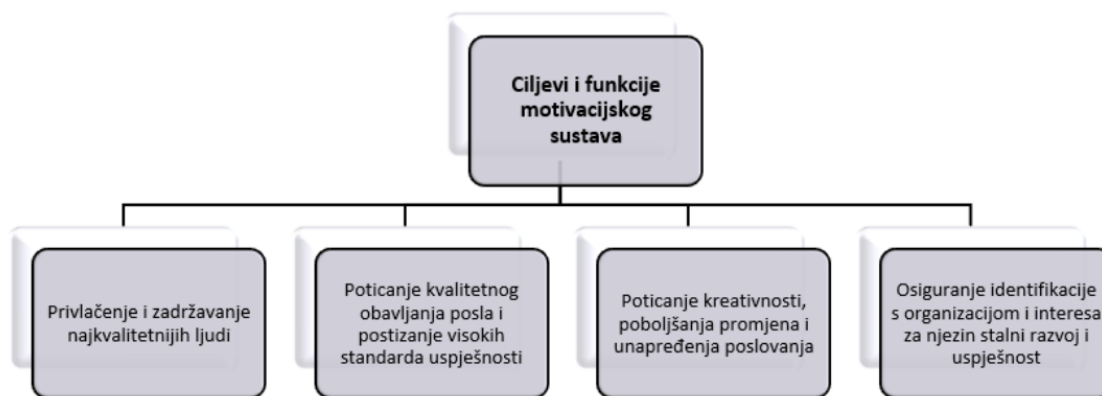 Ciljevi i funkcije
motivacijskog
sustava
Privlačenje i zadržavanje
najkvalitetnijih ljudi
Poticanje kvalitetnog
obavljanja posla i
postizanje visokih
standarda uspješnosti
Poticanje kreativnosti,
poboljšanja promjena i
unapređenja poslovanja
Osiguranje identifikacije
s organizacijom i interesa
za njezin stalni razvoj i
uspješnost